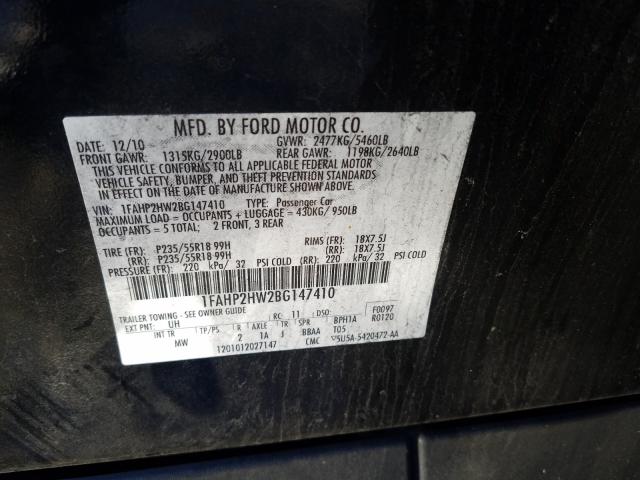 MFD. BY FORD MOTOR CO.
DATE: 12/10 GVWR: 2477KG/5460LB
FRONT GAWR: 1315KG/2900LB REAR GAWR: 1198KG/2640LB
THIS VEHICLE CONFORMS TO ALL APPLICABLE FEDERAL MOTOR
VEHICLE SAFETY, BUMPER, AND THEFT PREVENTION STANDARDS
IN EFFECT ON THE DATE OF MANUFACTURE SHOWN ABOVE.
VIN: 1FAHP2HW2BG147410 TYPE: Passenger Car
MAXIMUM LOAD = OCCUPANTS + LUGGAGE = 430KG/ 950LB
OCCUPANTS = 5 TOTAL; 2 FRONT, 3 REAR
TIRE (FR): P235/55R18 99H RIMS (FR): 18X7.5J
(RR): P235/55R18 99H (RR): 18X7.5J
PRESSURE (FR): 220 kPa/ 32 PSI COLD (RR): 220 kPa/ 32 PSI COLD
1FAHP2HW2BG147410
TRAILER TOWING - SEE OWNER GUIDE RC: 11 DSO: F0097
EXT PNT: UH R0120
INT TR TP/PS R AXLE TR SPR BPH1A
MW 2 1A J BBAA T05
1201012027147 CMC 5U5A-5420472-AA